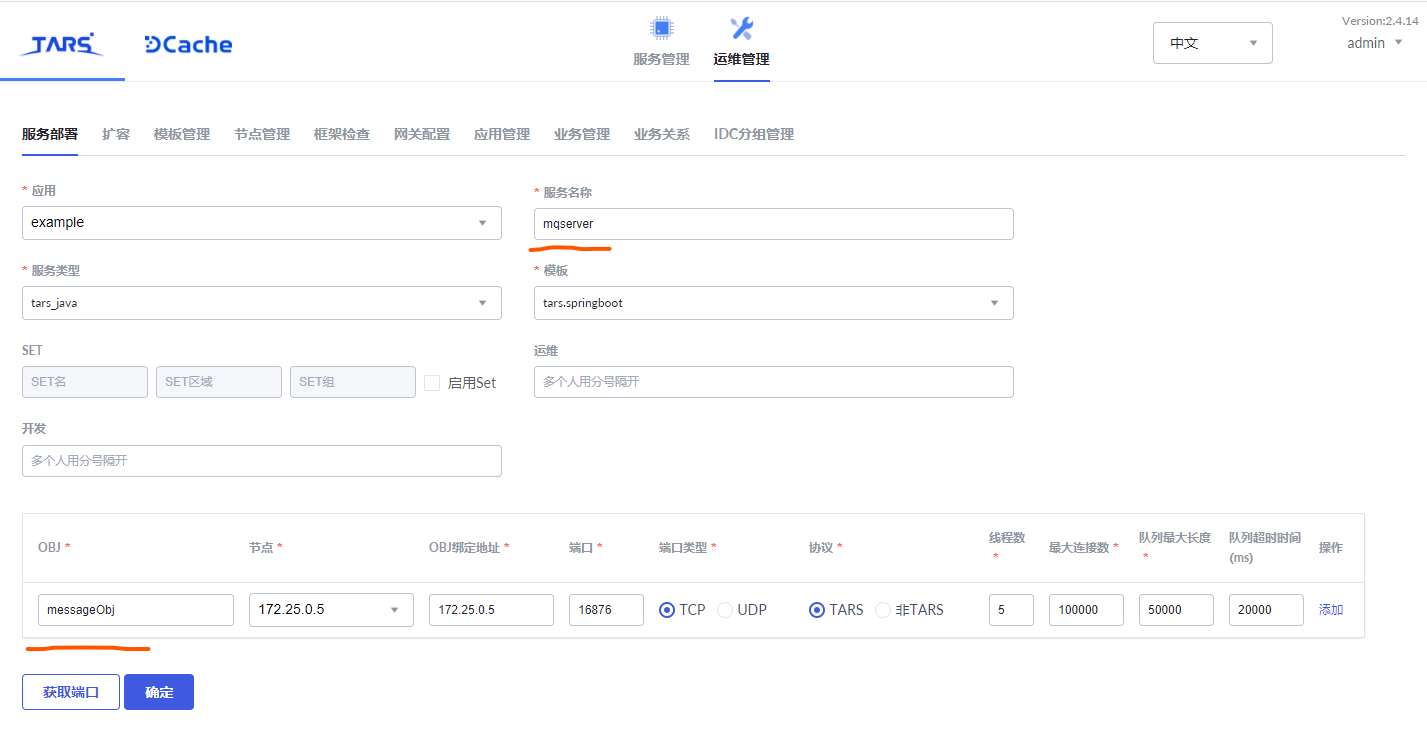 TARS
DCache
服务管理
运维管理
中文
Version:2.4.14
admin
服务部署 扩容 模板管理 节点管理 框架检查 网关配置 应用管理 业务管理 业务关系 IDC分组管理
* 应用
* 服务名称
example
mqserver
* 服务类型
* 模板
tars_java
tars.springboot
SET
运维
SET名 SET区域 SET组 启用Set
多个人用分号隔开
开发
多个人用分号隔开
OBJ * 节点 * OBJ绑定地址 * 端口 * 端口类型 * 协议 * 线程数 * 最大连接数 * 队列最大长度 * 队列超时时间(ms) 操作
messageObj 172.25.0.5 172.25.0.5 16876 TCP UDP TARS 非TARS 5 100000 50000 20000 添加
获取端口 确定